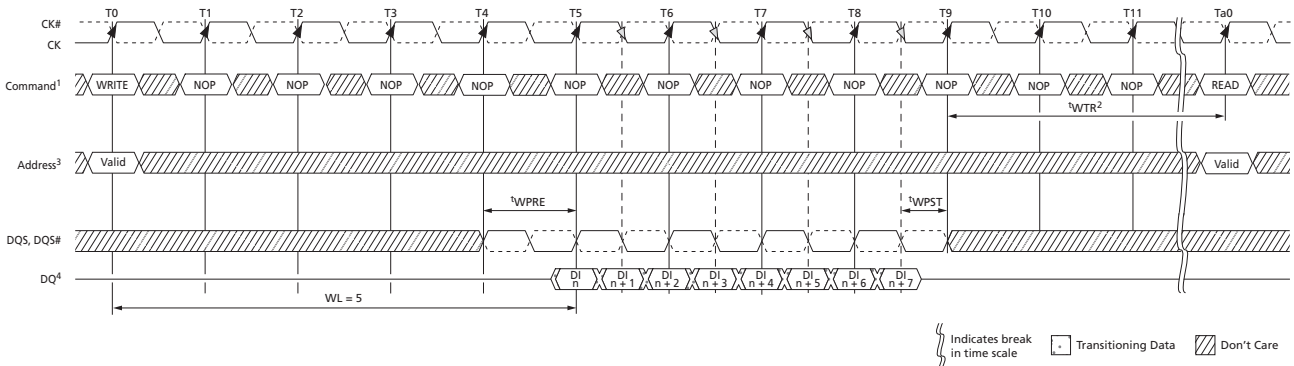 T0 T1 T2 T3 T4 T5 T6 T7 T8 T9 T10 T11 Ta0
CK#
CK
Command¹ WRITE NOP NOP NOP NOP NOP NOP NOP NOP NOP NOP NOP READ
tWTR²
Address³ Valid Valid
tWPRE tWPST
DQS, DQS#
DQ⁴ DI n DI n + 1 DI n + 2 DI n + 3 DI n + 4 DI n + 5 DI n + 6 DI n + 7
WL = 5
Indicates break
in time scale
Transitioning Data
Don't Care